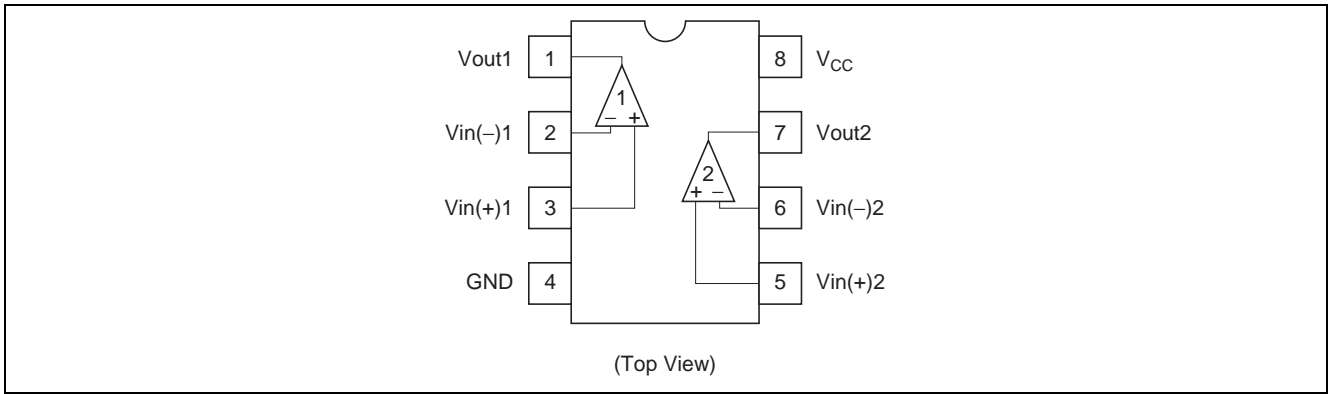 Vout1 1 8 V_CC
1
− +
Vin(−)1 2 7 Vout2
2
+ −
Vin(+)1 3 6 Vin(−)2
GND 4 5 Vin(+)2
(Top View)